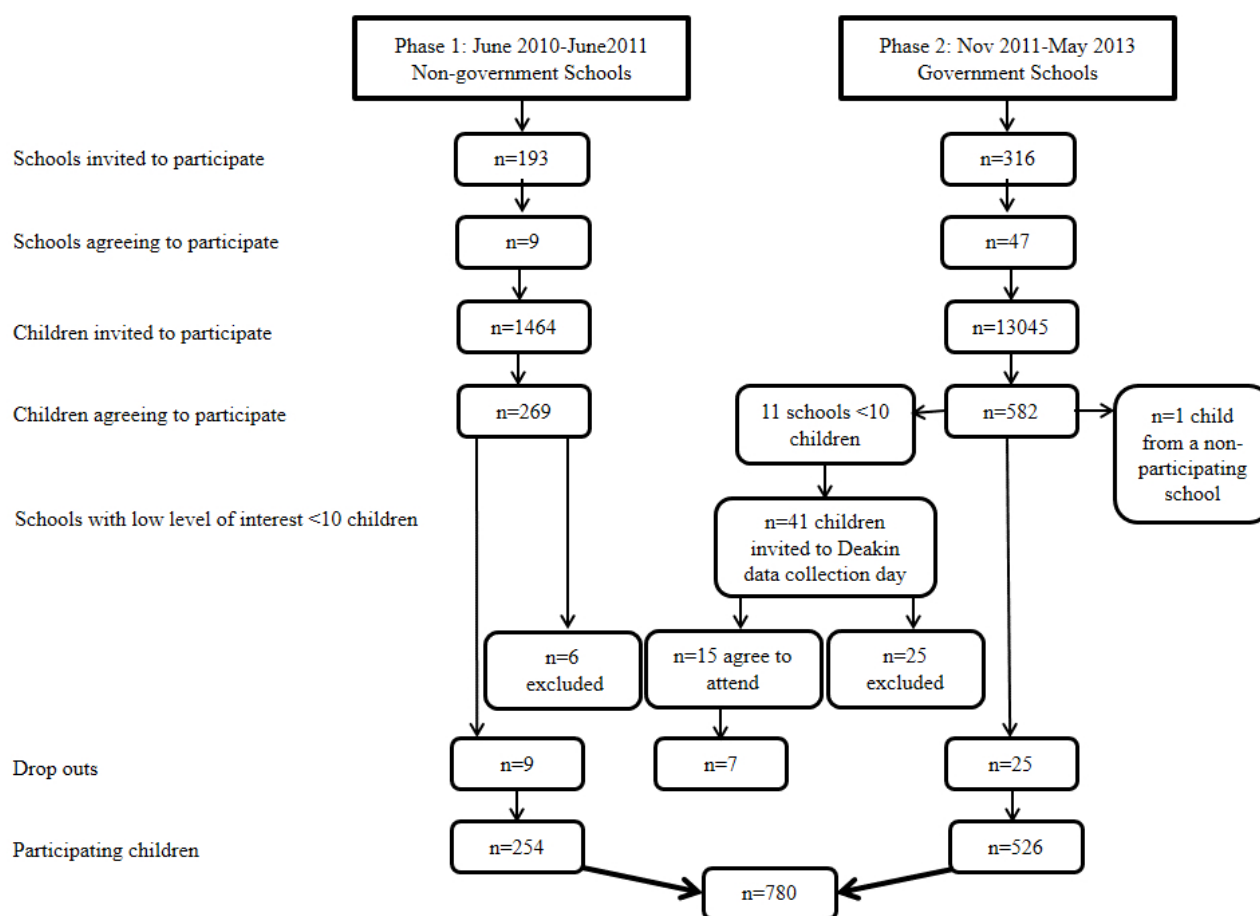 Phase 1: June 2010-June2011
Non-government Schools
Phase 2: Nov 2011-May 2013
Government Schools
Schools invited to participate
n=193
n=316
Schools agreeing to participate
n=9
n=47
Children invited to participate
n=1464
n=13045
Children agreeing to participate
n=269
11 schools <10
children
n=582
n=1 child
from a non-
participating
school
Schools with low level of interest <10 children
n=41 children
invited to Deakin
data collection day
n=6
excluded
n=15 agree to
attend
n=25
excluded
Drop outs
n=9
n=7
n=25
Participating children
n=254
n=526
n=780